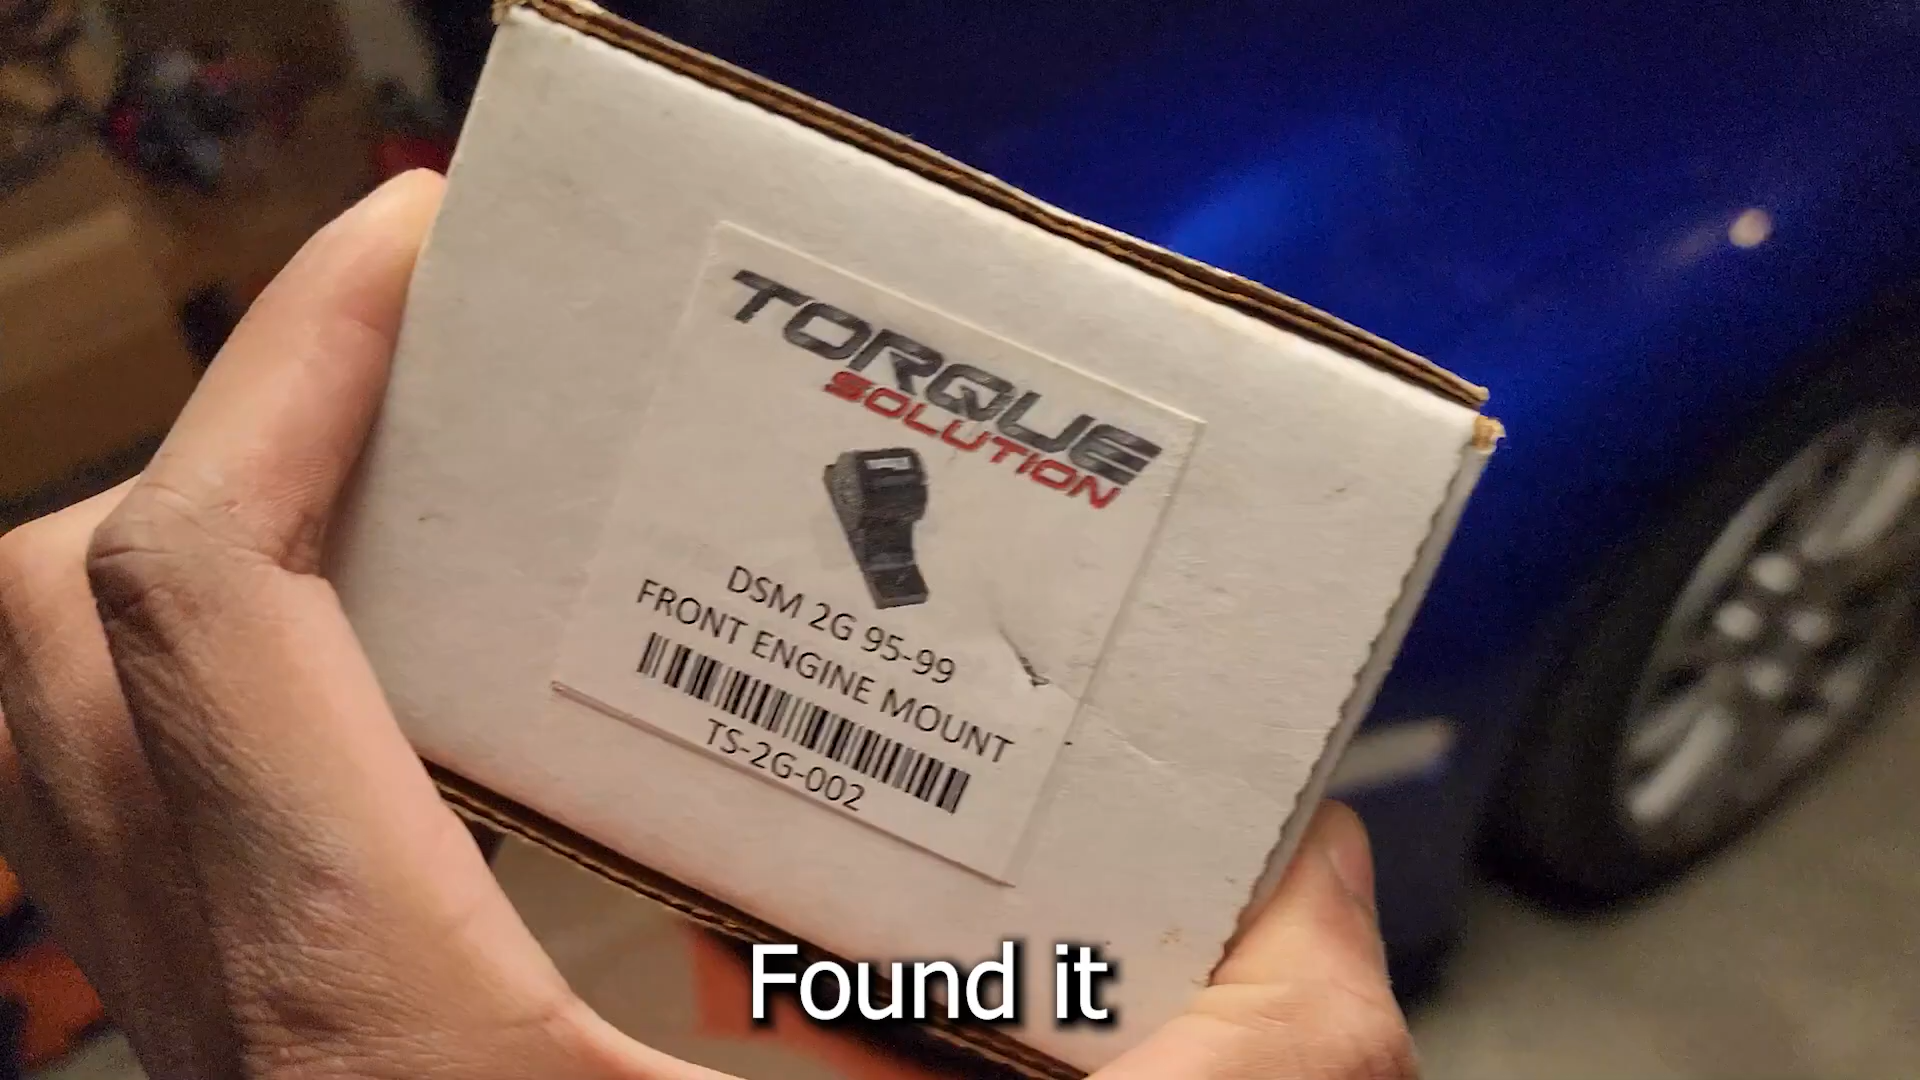 TORQUE
SOLUTION
DSM 2G 95-99
FRONT ENGINE MOUNT
TS-2G-002
Found it